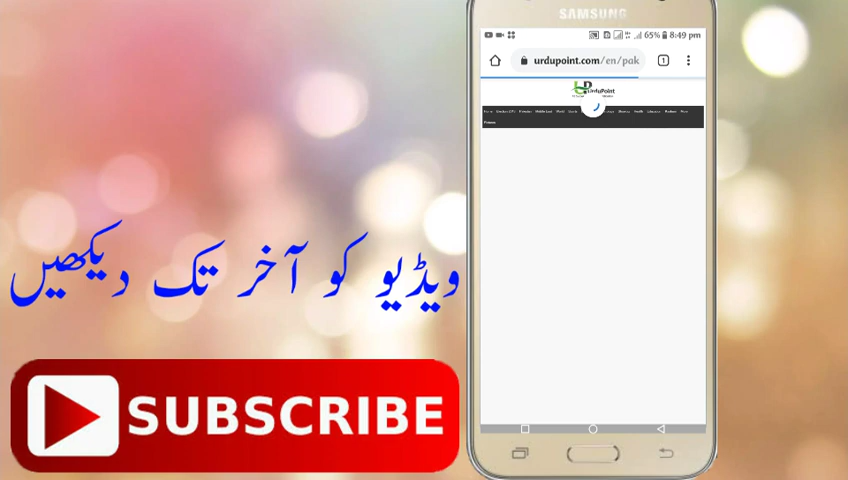 SAMSUNG
65% 8:49 pm
urdupoint.com/en/pak
1
UrduPoint
ویڈیو کو آخر تک دیکھیں
SUBSCRIBE